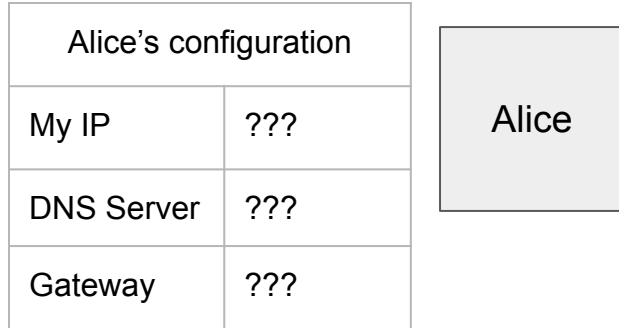 Alice’s configuration
My IP ???
DNS Server ???
Gateway ???
Alice